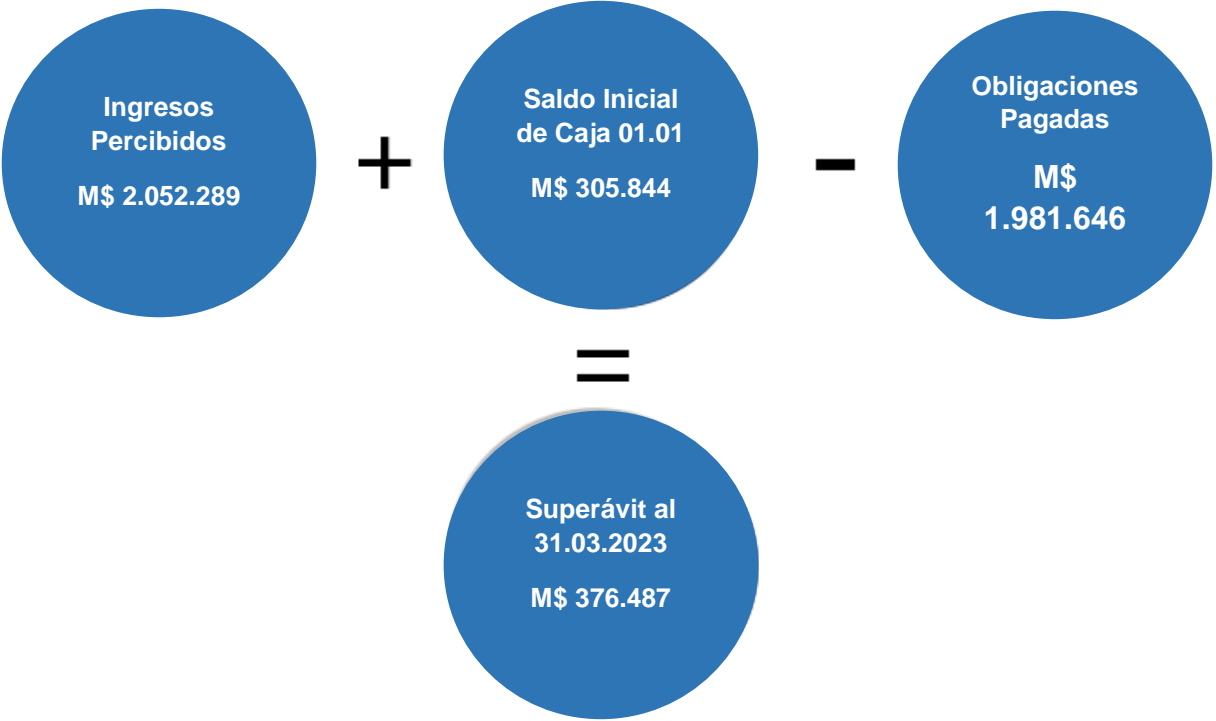 Ingresos
Percibidos
M$ 2.052.289
+
Saldo Inicial
de Caja 01.01
M$ 305.844
-
Obligaciones
Pagadas
M$
1.981.646
=
Superávit al
31.03.2023
M$ 376.487